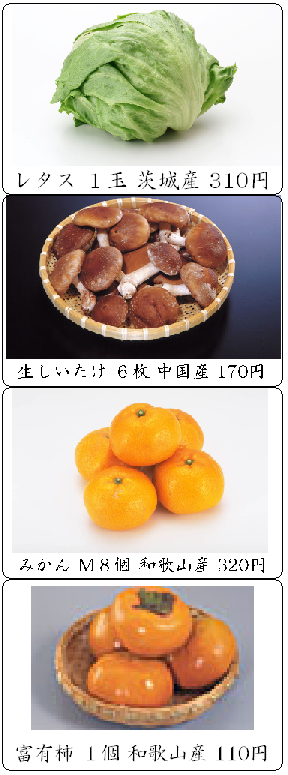 レタス 1玉 茨城産 310円
生しいたけ 6枚 中国産 170円
みかん M8個 和歌山産 320円
富有柿 1個 和歌山産 110円